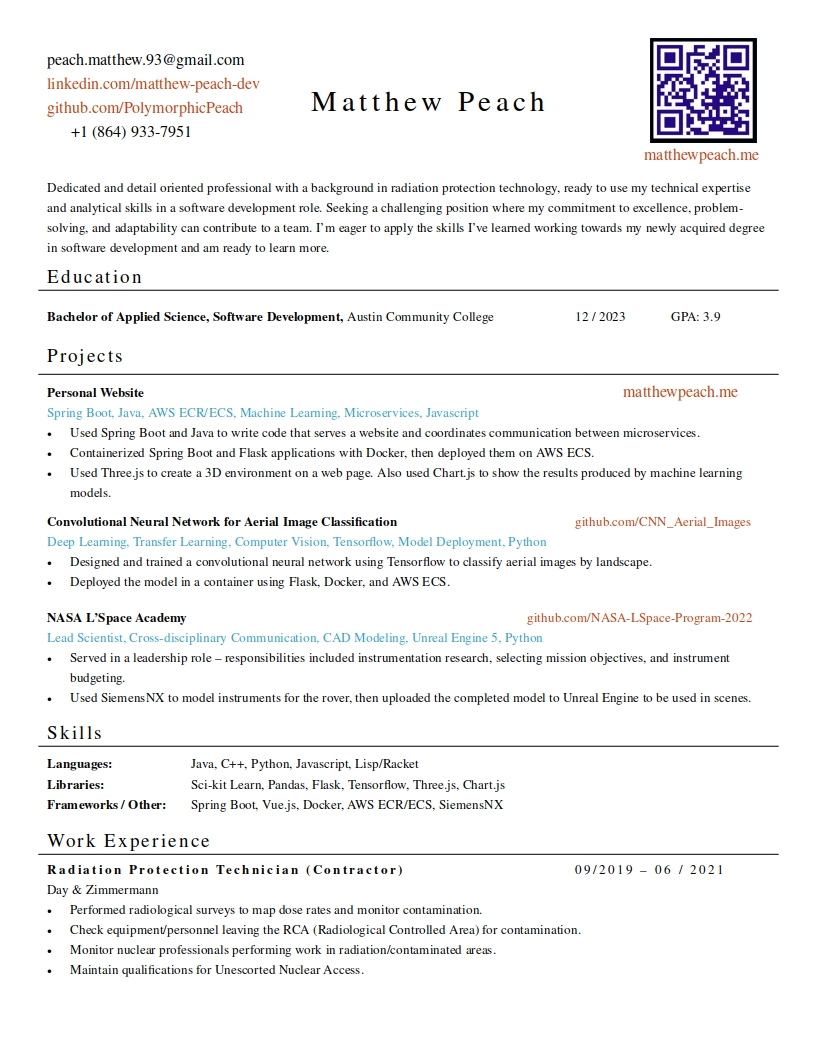 peach.matthew.93@gmail.com
linkedin.com/matthew-peach-dev
github.com/PolymorphicPeach
+1 (864) 933-7951
Matthew Peach
matthewpeach.me
Dedicated and detail oriented professional with a background in radiation protection technology, ready to use my technical expertise
and analytical skills in a software development role. Seeking a challenging position where my commitment to excellence, problem-
solving, and adaptability can contribute to a team. I'm eager to apply the skills I've learned working towards my newly acquired degree
in software development and am ready to learn more.
Education
Bachelor of Applied Science, Software Development, Austin Community College 12 / 2023 GPA: 3.9
Projects
Personal Website matthewpeach.me
Spring Boot, Java, AWS ECR/ECS, Machine Learning, Microservices, Javascript
• Used Spring Boot and Java to write code that serves a website and coordinates communication between microservices.
• Containerized Spring Boot and Flask applications with Docker, then deployed them on AWS ECS.
• Used Three.js to create a 3D environment on a web page. Also used Chart.js to show the results produced by machine learning
models.
Convolutional Neural Network for Aerial Image Classification github.com/CNN_Aerial_Images
Deep Learning, Transfer Learning, Computer Vision, Tensorflow, Model Deployment, Python
• Designed and trained a convolutional neural network using Tensorflow to classify aerial images by landscape.
• Deployed the model in a container using Flask, Docker, and AWS ECS.
NASA L'Space Academy github.com/NASA-LSpace-Program-2022
Lead Scientist, Cross-disciplinary Communication, CAD Modeling, Unreal Engine 5, Python
• Served in a leadership role – responsibilities included instrumentation research, selecting mission objectives, and instrument
budgeting.
• Used SiemensNX to model instruments for the rover, then uploaded the completed model to Unreal Engine to be used in scenes.
Skills
Languages: Java, C++, Python, Javascript, Lisp/Racket
Libraries: Sci-kit Learn, Pandas, Flask, Tensorflow, Three.js, Chart.js
Frameworks / Other: Spring Boot, Vue.js, Docker, AWS ECR/ECS, SiemensNX
Work Experience
Radiation Protection Technician (Contractor) 09/2019 – 06 / 2021
Day & Zimmermann
• Performed radiological surveys to map dose rates and monitor contamination.
• Check equipment/personnel leaving the RCA (Radiological Controlled Area) for contamination.
• Monitor nuclear professionals performing work in radiation/contaminated areas.
• Maintain qualifications for Unescorted Nuclear Access.